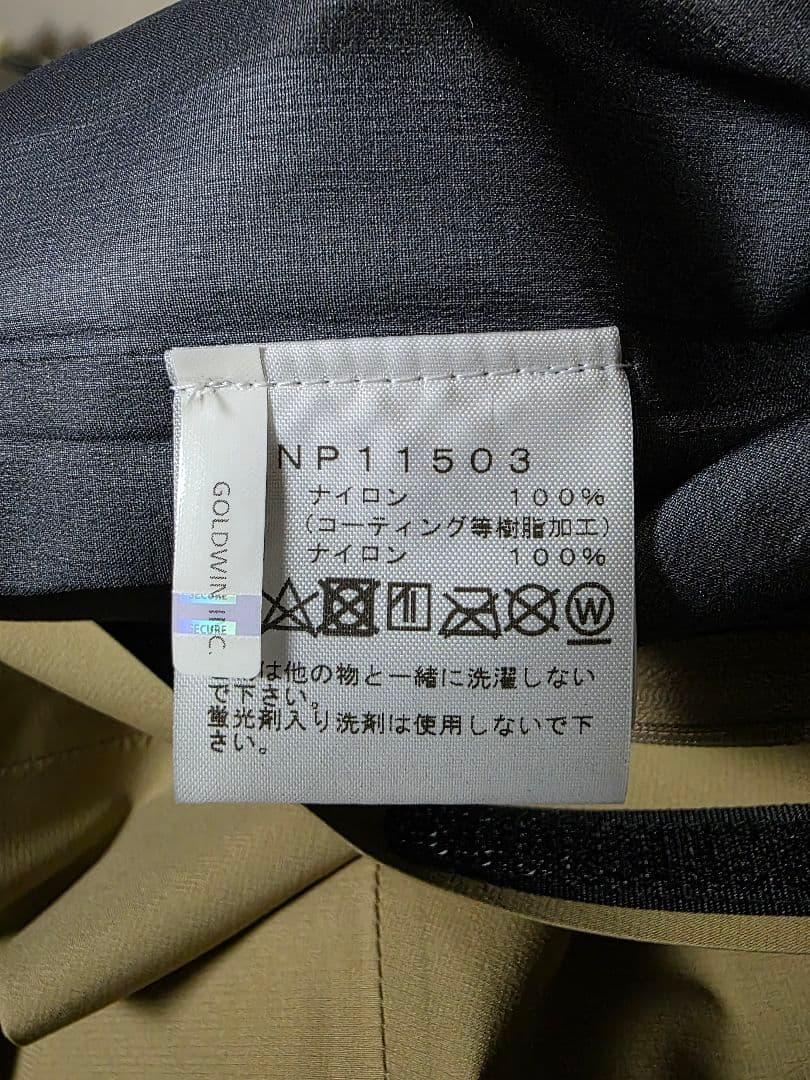 NP11503
ナイロン 100%
(コーティング等樹脂加工)
ナイロン 100%
W
は他の物と一緒に洗濯しない
で下さい。
蛍光剤入り洗剤は使用しないで下
さい。
GOLDWIN INC.
SECURE
SECURE